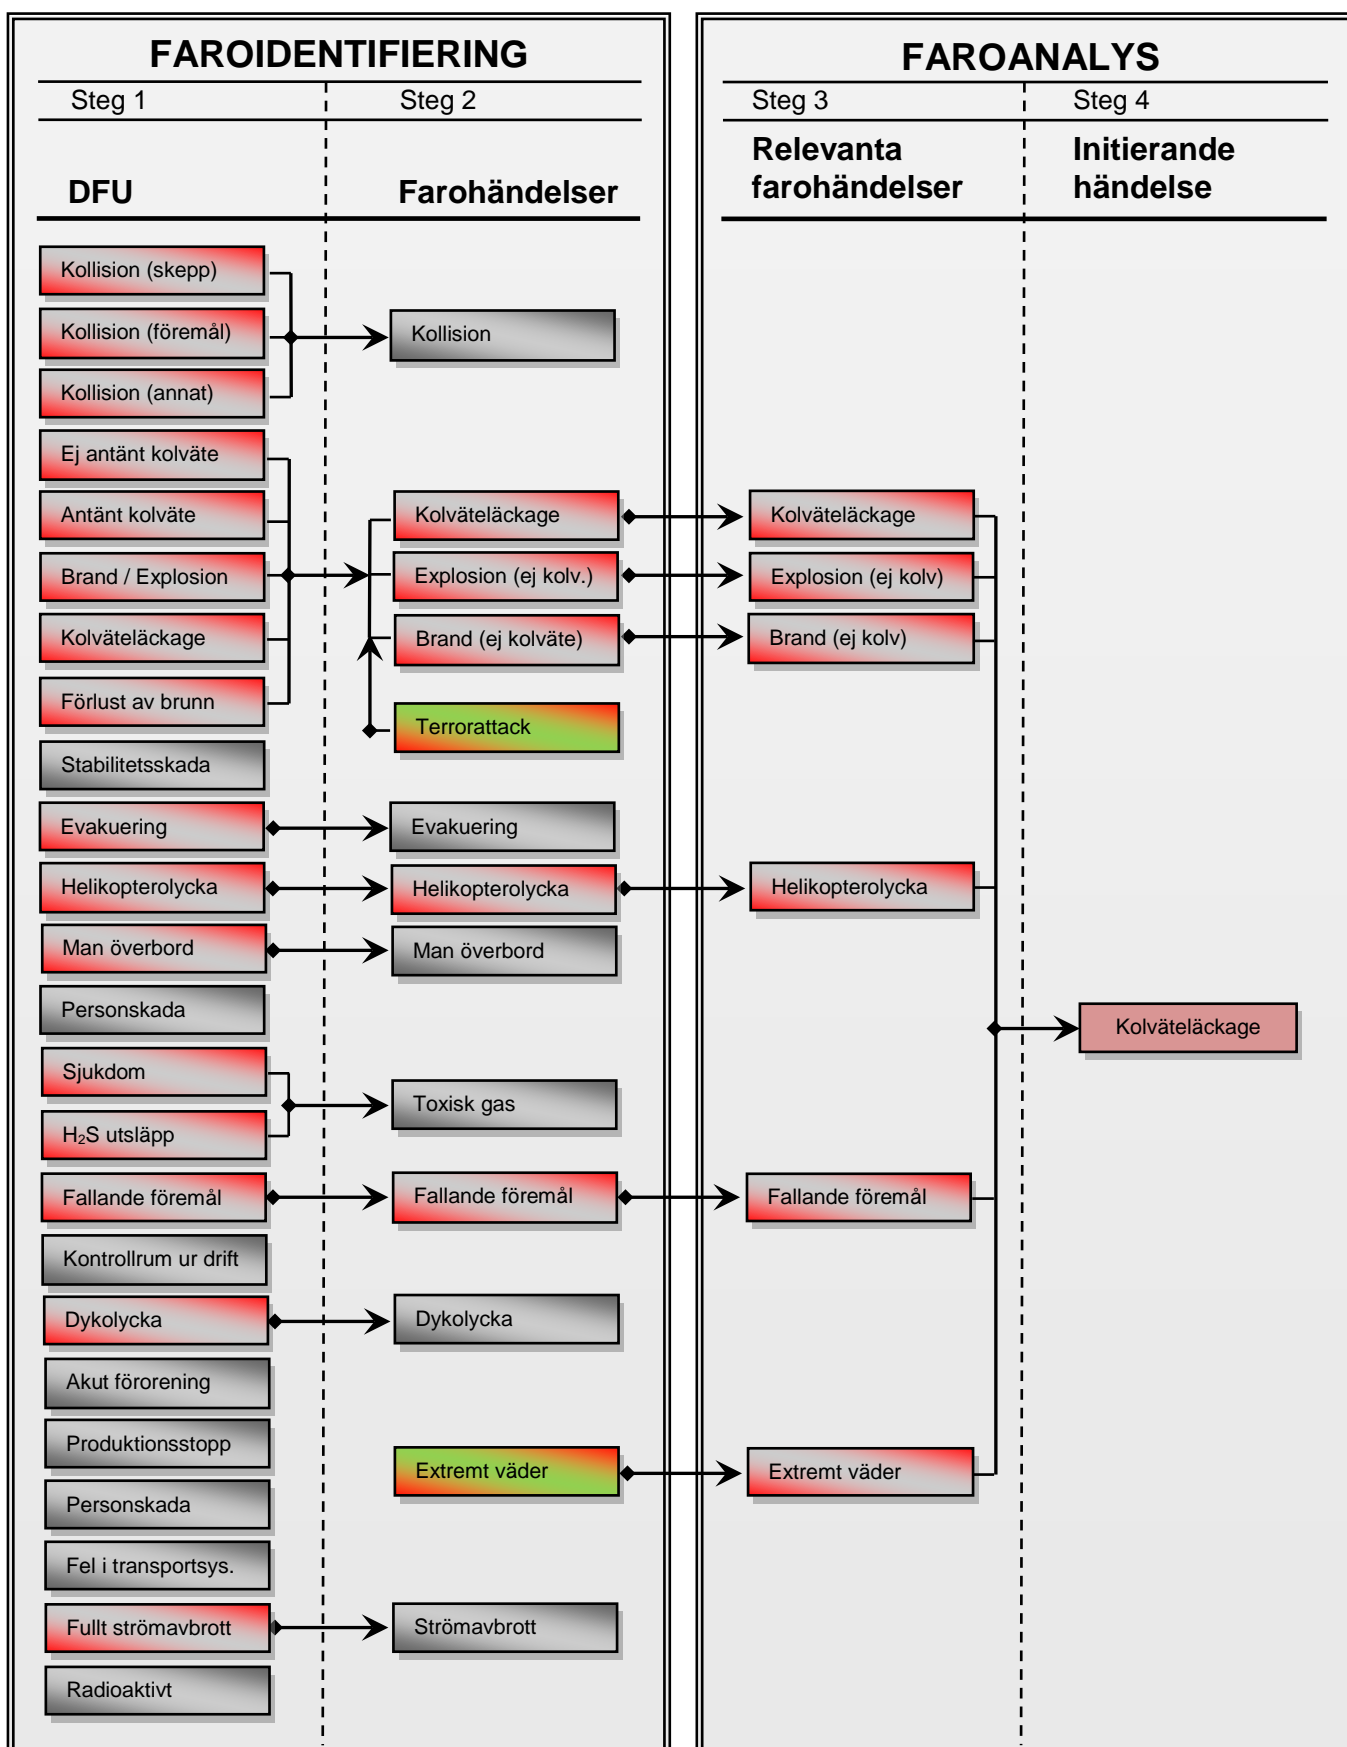 FAROIDENTIFIERING
Steg 1
Steg 2
DFU
Farohändelser
Kollision (skepp)
Kollision (föremål)
Kollision (annat)
Ej antänt kolväte
Antänt kolväte
Brand / Explosion
Kolväteläckage
Förlust av brunn
Stabilitetsskada
Evakuering
Helikopterolycka
Man överbord
Personskada
Sjukdom
H₂S utsläpp
Fallande föremål
Kontrollrum ur drift
Dykolycka
Akut förorening
Produktionsstopp
Personskada
Fel i transportsys.
Fullt strömavbrott
Radioaktivt
Kollision
Kolväteläckage
Explosion (ej kolv.)
Brand (ej kolväte)
Terrorattack
Evakuering
Helikopterolycka
Man överbord
Toxisk gas
Fallande föremål
Dykolycka
Extremt väder
Strömavbrott
FAROANALYS
Steg 3
Steg 4
Relevanta
farohändelser
Initierande
händelse
Kolväteläckage
Explosion (ej kolv)
Brand (ej kolv)
Helikopterolycka
Fallande föremål
Extremt väder
Kolväteläckage